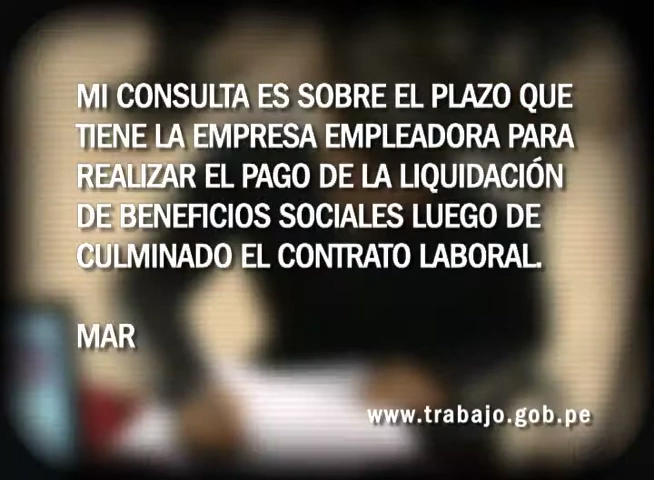 MI CONSULTA ES SOBRE EL PLAZO QUE
TIENE LA EMPRESA EMPLEADORA PARA
REALIZAR EL PAGO DE LA LIQUIDACIÓN
DE BENEFICIOS SOCIALES LUEGO DE
CULMINADO EL CONTRATO LABORAL.
MAR
www.trabajo.gob.pe